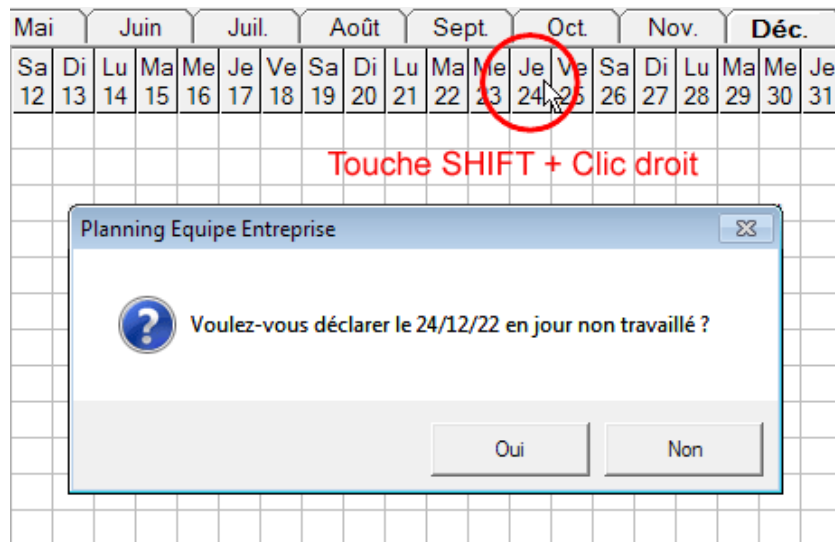 Mai Juin Juil. Août Sept. Oct. Nov. Déc.
Sa Di Lu Ma Me Je Ve Sa Di Lu Ma Me Je Ve Sa Di Lu Ma Me Je
12 13 14 15 16 17 18 19 20 21 22 23 24 25 26 27 28 29 30 31
Touche SHIFT + Clic droit
Planning Equipe Entreprise
Voulez-vous déclarer le 24/12/22 en jour non travaillé ?
Oui Non